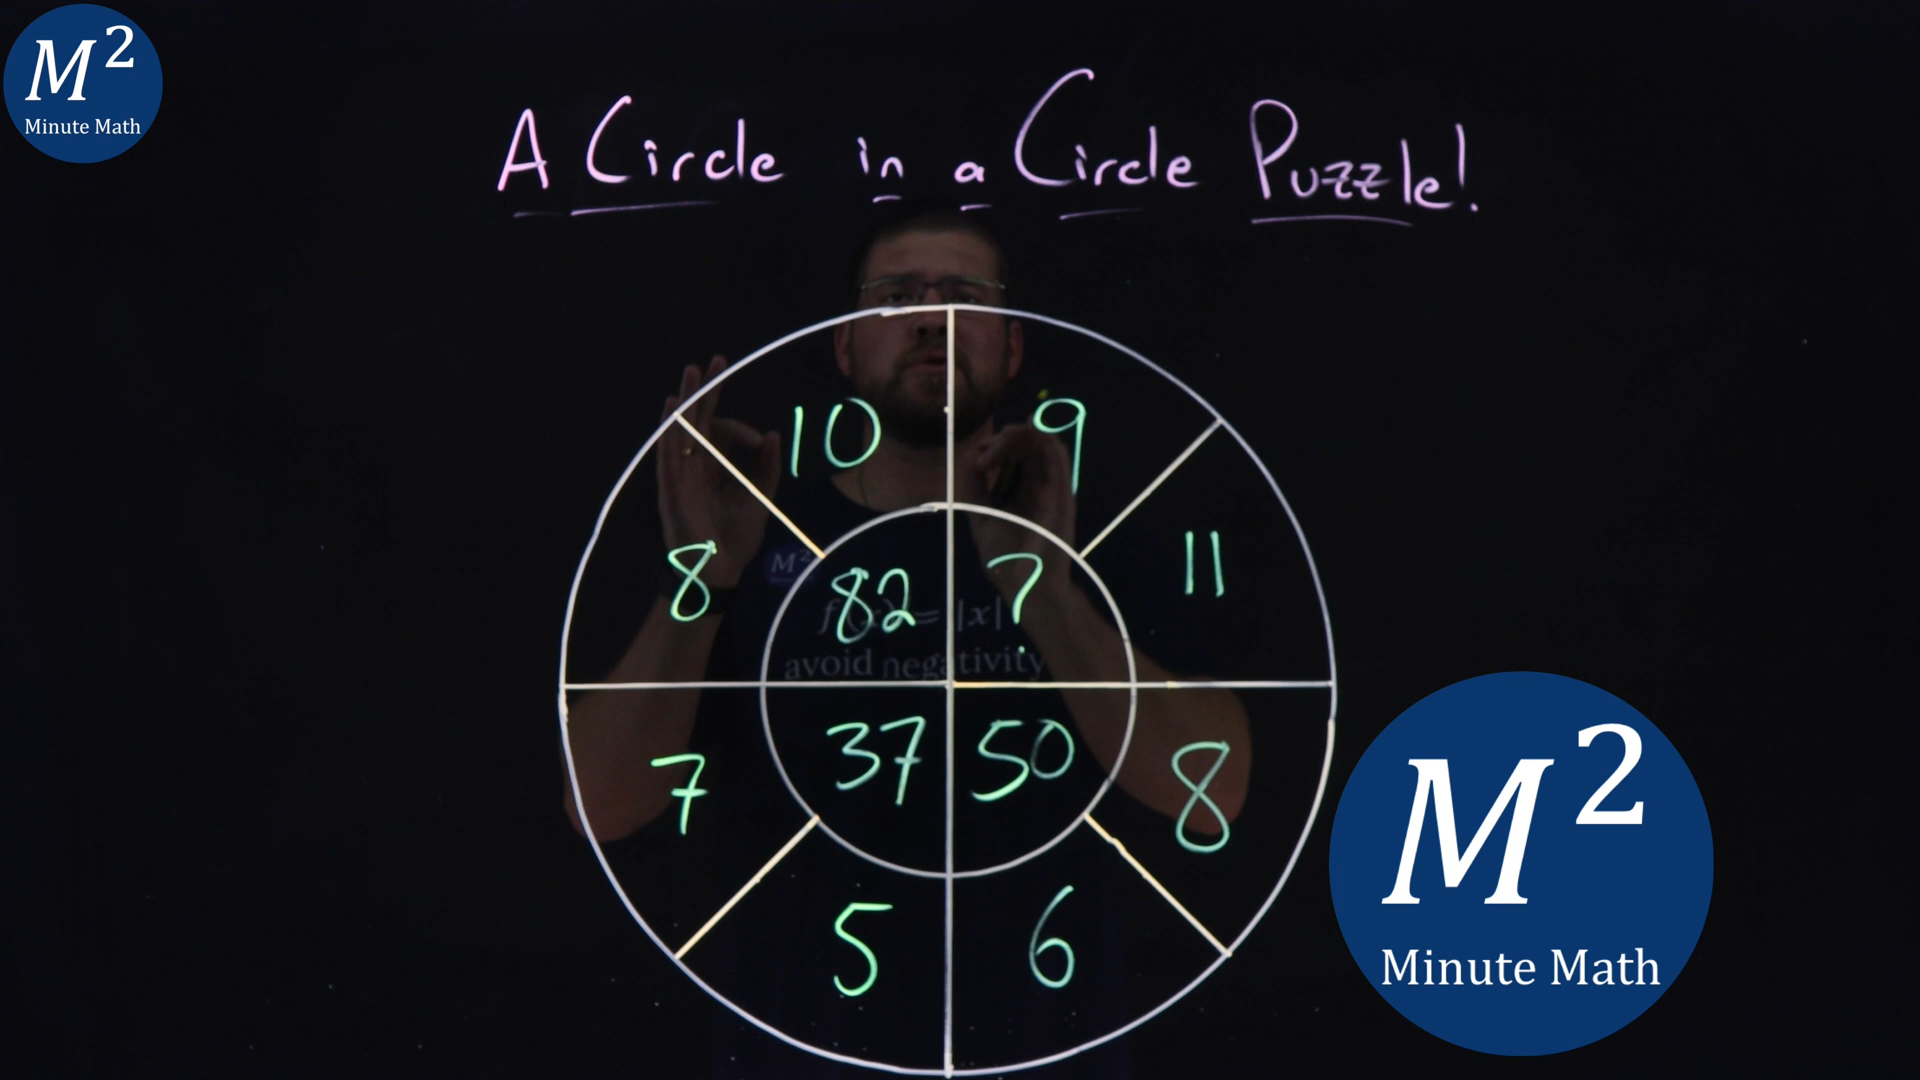 M²
Minute Math
A Circle in a Circle Puzzle!
10 9
8 82 ? 11
M²
f(x) = |x|
avoid negativity
7 37 50 8
5 6
M²
Minute Math